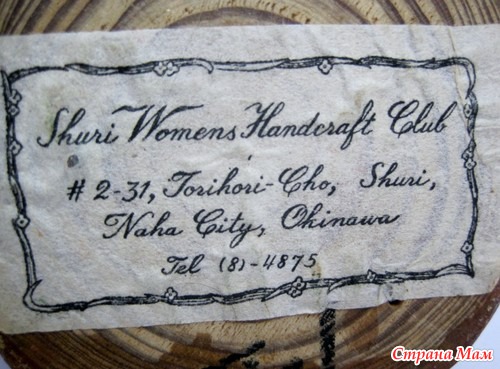 Shuri Womens Handcraft Club
# 2-31, Torihori-Cho, Shuri,
Naha City, Okinawa
Tel (8)-4875
Страна Мам